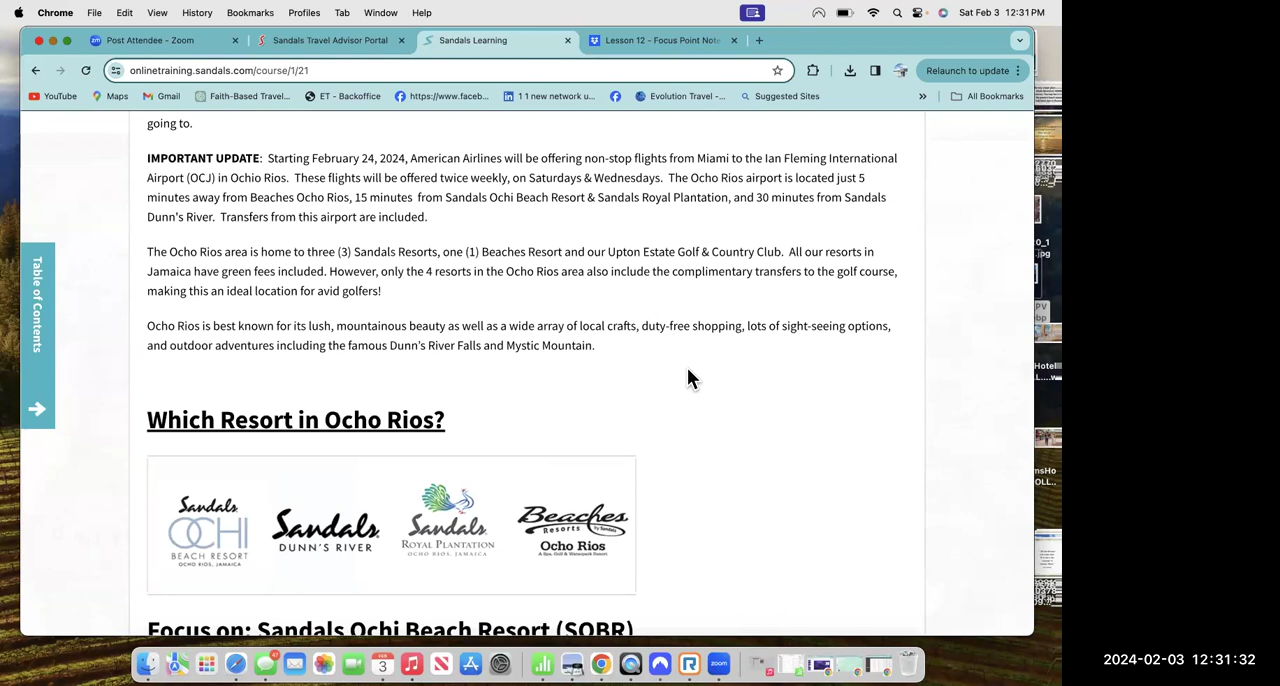 Chrome File Edit View History Bookmarks Profiles Tab Window Help Sat Feb 3 12:31 PM
Post Attendee - Zoom Sandals Travel Advisor Portal Sandals Learning Lesson 12 - Focus Point Note
onlinetraining.sandals.com/course/1/21 Relaunch to update
YouTube Maps Gmail Faith-Based Travel... ET - Backoffice https://www.faceb... 1 1 new network u... Evolution Travel -... Suggested Sites » All Bookmarks
going to.
IMPORTANT UPDATE: Starting February 24, 2024, American Airlines will be offering non-stop flights from Miami to the Ian Fleming International
Airport (OCJ) in Ochio Rios. These flights will be offered twice weekly, on Saturdays & Wednesdays. The Ocho Rios airport is located just 5
minutes away from Beaches Ocho Rios, 15 minutes from Sandals Ochi Beach Resort & Sandals Royal Plantation, and 30 minutes from Sandals
Dunn's River. Transfers from this airport are included.
The Ocho Rios area is home to three (3) Sandals Resorts, one (1) Beaches Resort and our Upton Estate Golf & Country Club. All our resorts in
Jamaica have green fees included. However, only the 4 resorts in the Ocho Rios area also include the complimentary transfers to the golf course,
making this an ideal location for avid golfers!
Ocho Rios is best known for its lush, mountainous beauty as well as a wide array of local crafts, duty-free shopping, lots of sight-seeing options,
and outdoor adventures including the famous Dunn's River Falls and Mystic Mountain.
Table of Contents
Which Resort in Ocho Rios?
Sandals
OCHI
BEACH RESORT
OCHO RIOS, JAMAICA
Sandals
DUNN'S RIVER
Sandals
ROYAL PLANTATION
OCHO RIOS, JAMAICA
Beaches
Resorts by Sandals
Ocho Rios
A Spa, Golf & Waterpark Resort
Focus on: Sandals Ochi Beach Resort (SOBR)
2024-02-03 12:31:32